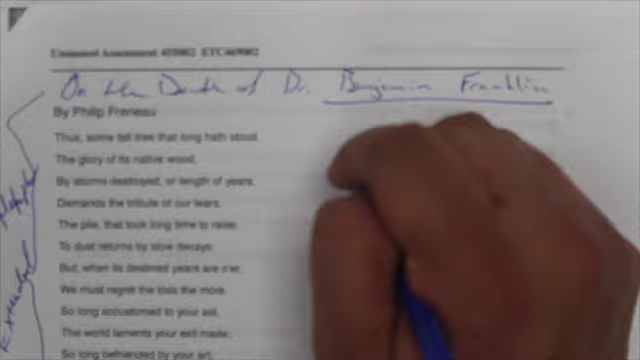 On the Death of Dr. Benjamin Franklin
By Philip Freneau
Thus, some tall tree that long hath stood
The glory of its native wood,
By storms destroyed, or length of years,
Demands the tribute of our tears.
The pile, that took long time to raise,
To dust returns by slow decays:
But, when its destined years are o'er,
We must regret the loss the more.
So long accustomed to your aid,
The world laments your exit made;
So long befriended by your art,
Extended